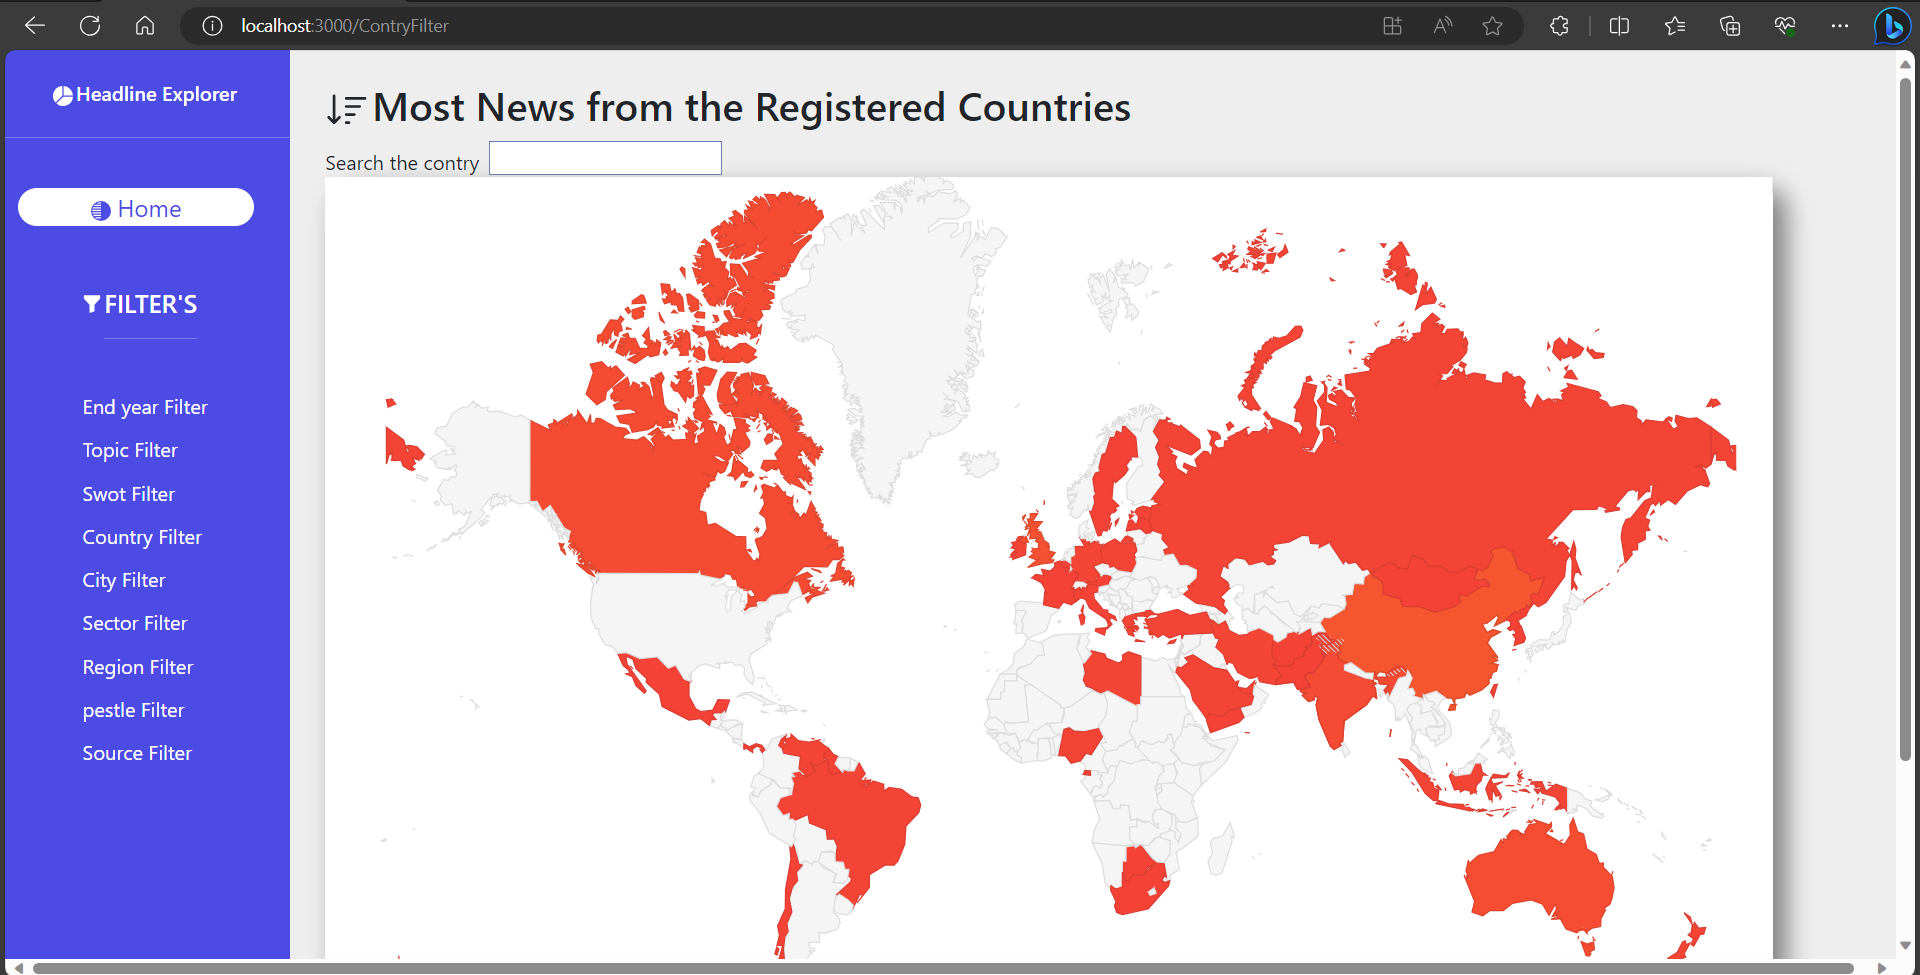 localhost:3000/ContryFilter
Headline Explorer
Home
FILTER'S
End year Filter
Topic Filter
Swot Filter
Country Filter
City Filter
Sector Filter
Region Filter
pestle Filter
Source Filter
Most News from the Registered Countries
Search the contry